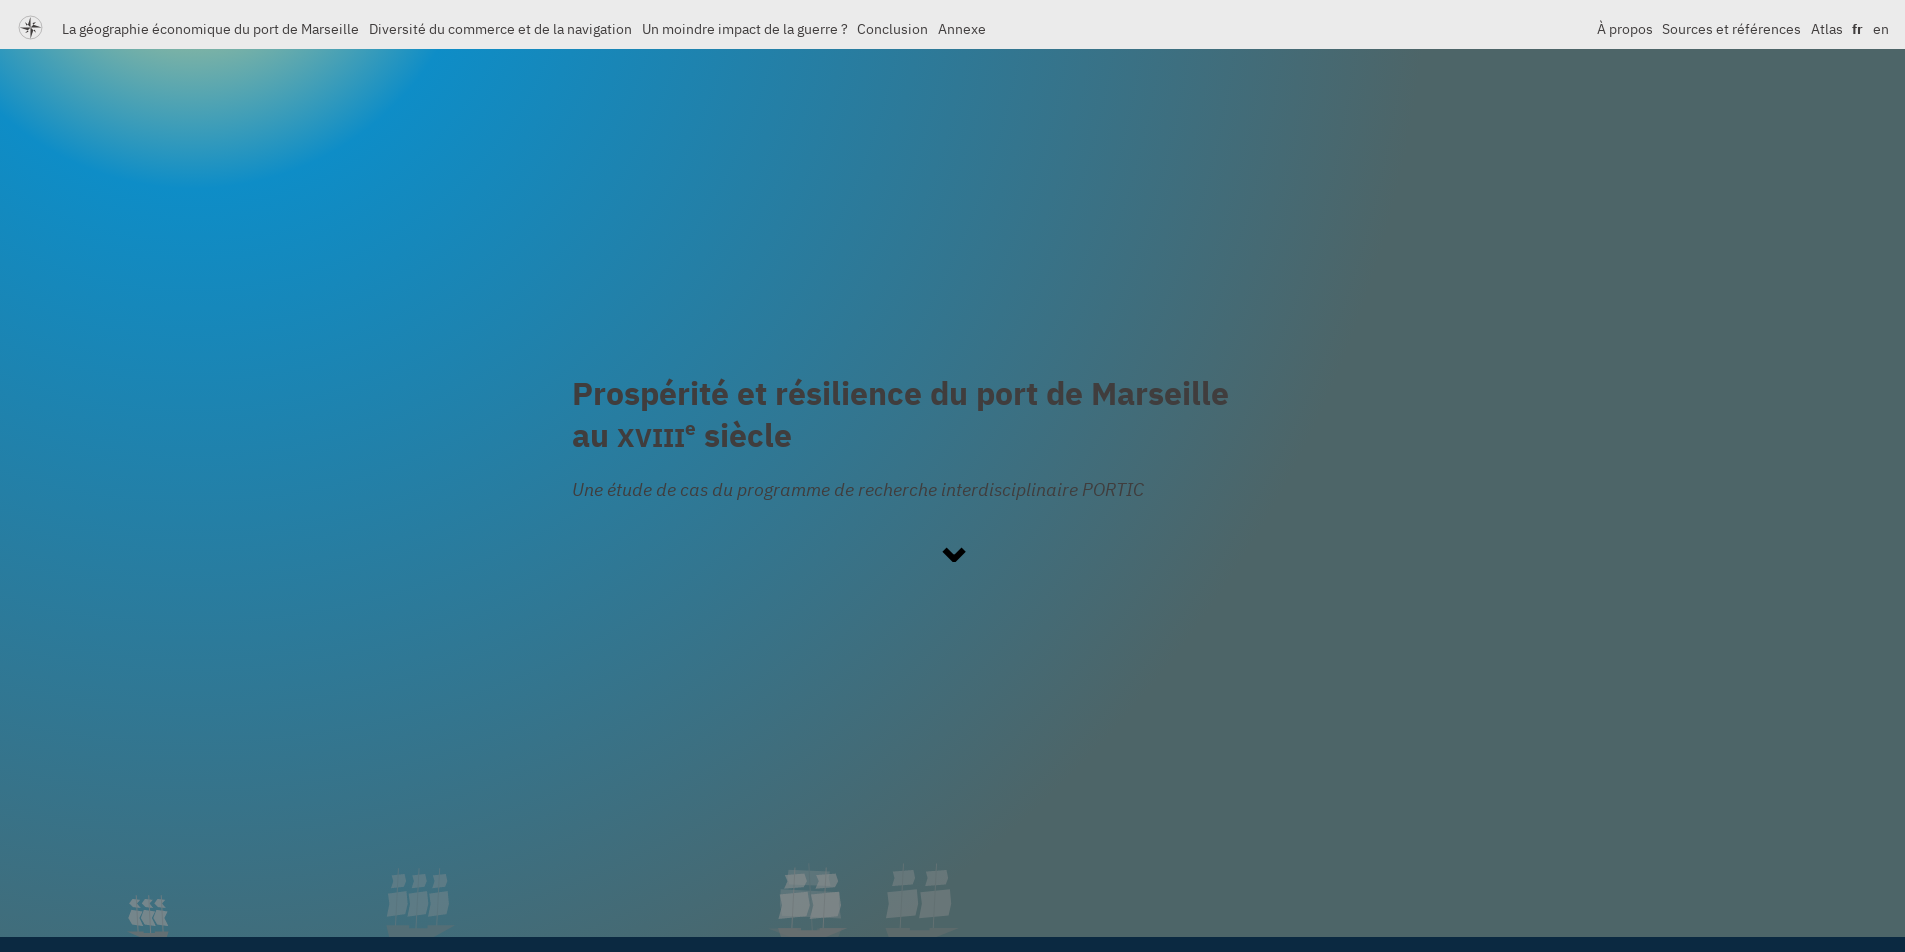 La géographie économique du port de Marseille Diversité du commerce et de la navigation Un moindre impact de la guerre ? Conclusion Annexe À propos Sources et références Atlas fr en
Prospérité et résilience du port de Marseille
au XVIIIe siècle
Une étude de cas du programme de recherche interdisciplinaire PORTIC